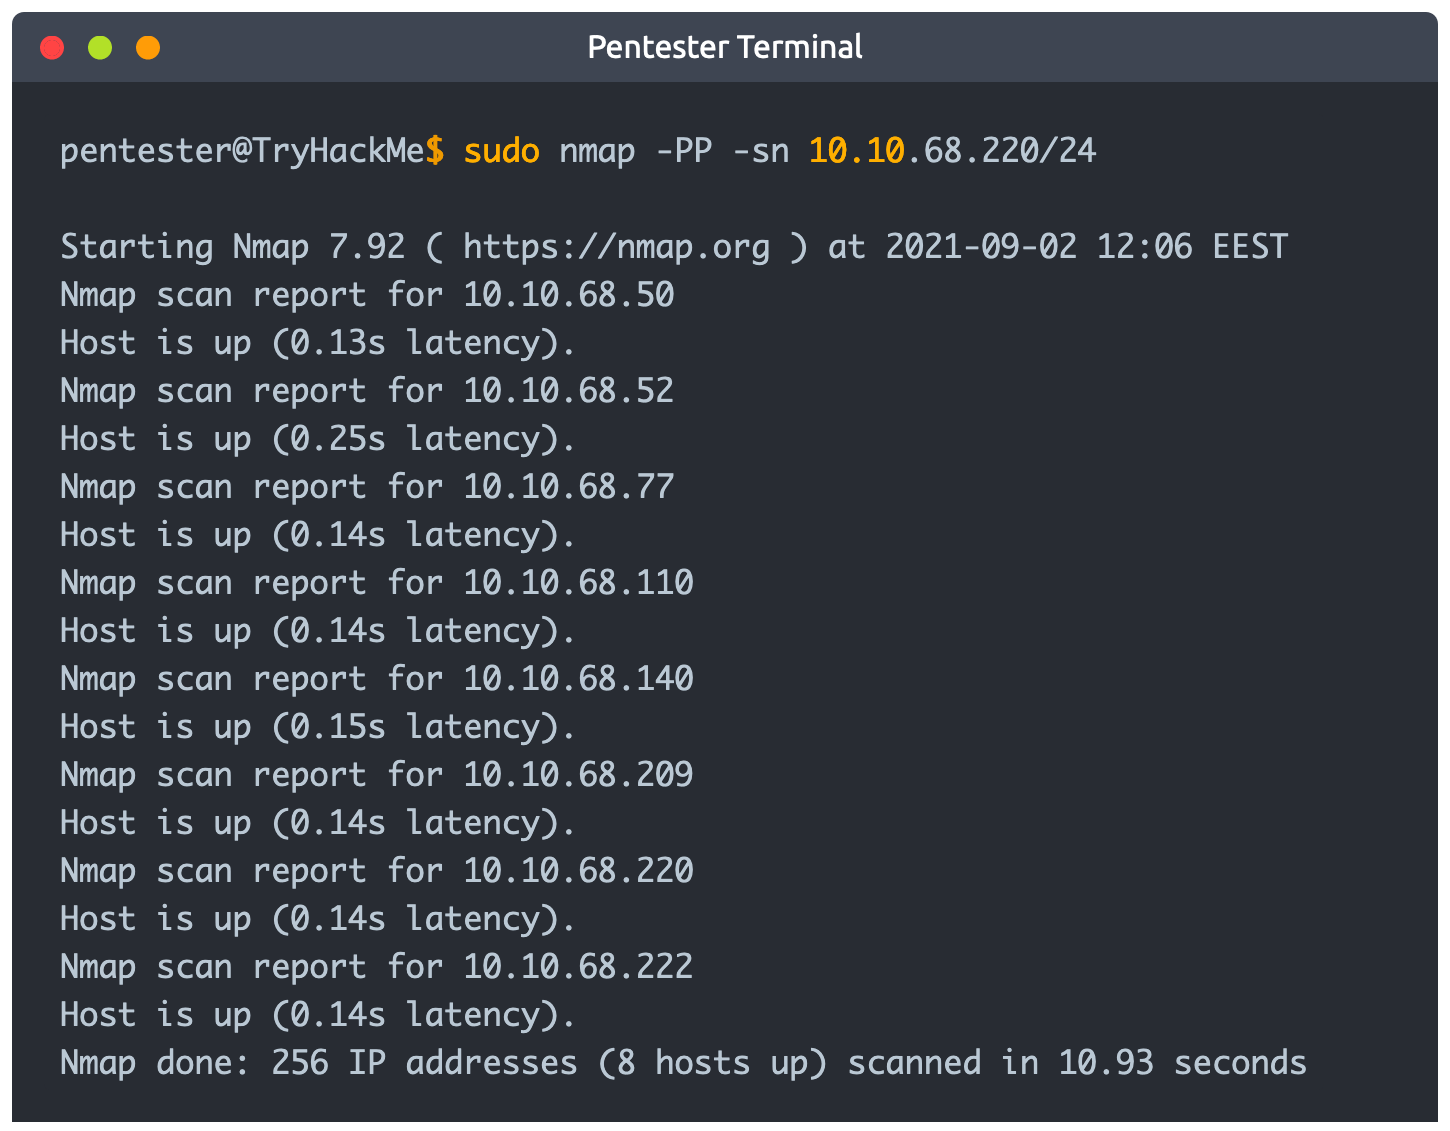 Pentester Terminal
pentester@TryHackMe$ sudo nmap -PP -sn 10.10.68.220/24
Starting Nmap 7.92 ( https://nmap.org ) at 2021-09-02 12:06 EEST
Nmap scan report for 10.10.68.50
Host is up (0.13s latency).
Nmap scan report for 10.10.68.52
Host is up (0.25s latency).
Nmap scan report for 10.10.68.77
Host is up (0.14s latency).
Nmap scan report for 10.10.68.110
Host is up (0.14s latency).
Nmap scan report for 10.10.68.140
Host is up (0.15s latency).
Nmap scan report for 10.10.68.209
Host is up (0.14s latency).
Nmap scan report for 10.10.68.220
Host is up (0.14s latency).
Nmap scan report for 10.10.68.222
Host is up (0.14s latency).
Nmap done: 256 IP addresses (8 hosts up) scanned in 10.93 seconds